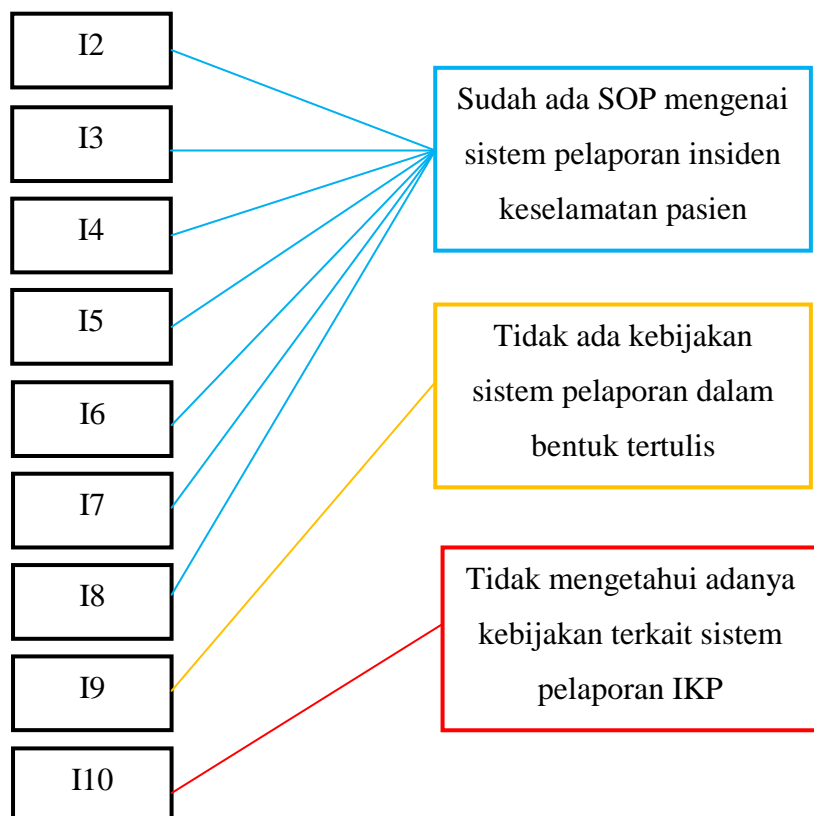 I2
I3
I4
I5
I6
I7
I8
I9
I10
Sudah ada SOP mengenai
sistem pelaporan insiden
keselamatan pasien
Tidak ada kebijakan
sistem pelaporan dalam
bentuk tertulis
Tidak mengetahui adanya
kebijakan terkait sistem
pelaporan IKP